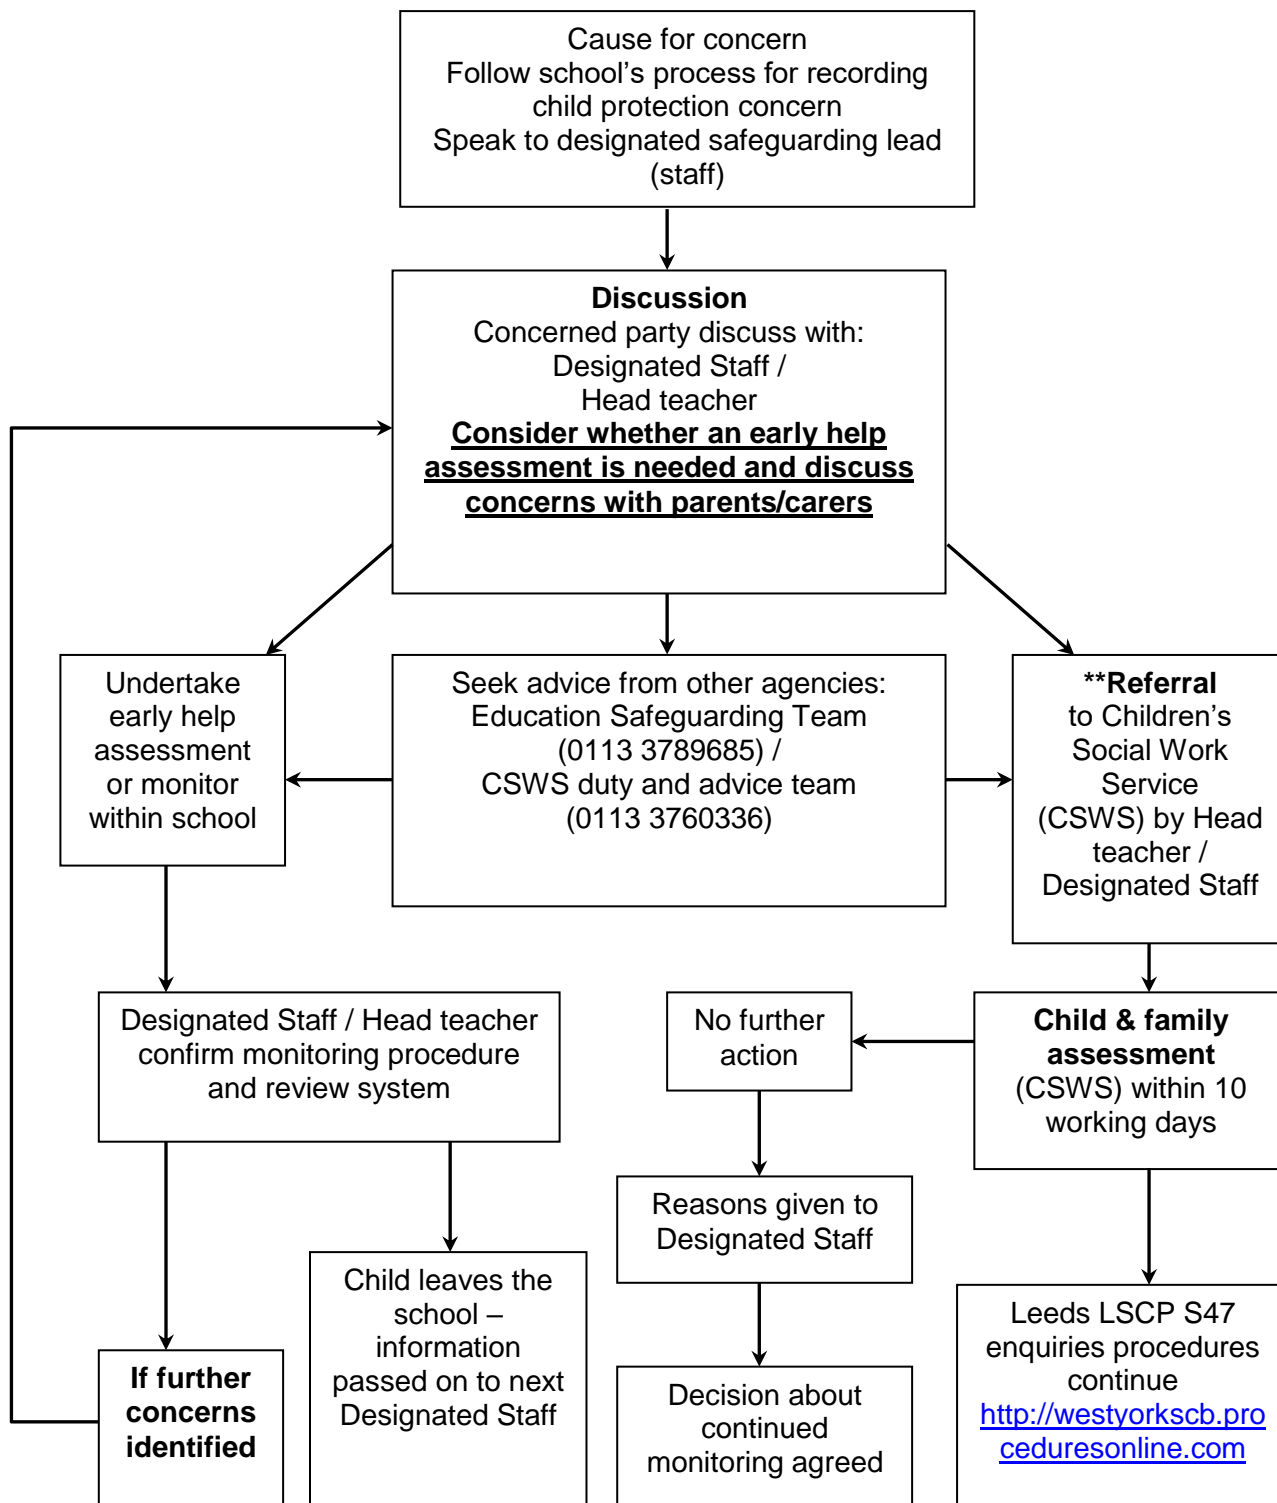 Cause for concern
Follow school’s process for recording
child protection concern
Speak to designated safeguarding lead
(staff)
Discussion
Concerned party discuss with:
Designated Staff /
Head teacher
Consider whether an early help
assessment is needed and discuss
concerns with parents/carers
Undertake
early help
assessment
or monitor
within school
Seek advice from other agencies:
Education Safeguarding Team
(0113 3789685) /
CSWS duty and advice team
(0113 3760336)
**Referral
to Children’s
Social Work
Service
(CSWS) by Head
teacher /
Designated Staff
Designated Staff / Head teacher
confirm monitoring procedure
and review system
No further
action
Child & family
assessment
(CSWS) within 10
working days
Reasons given to
Designated Staff
If further
concerns
identified
Child leaves the
school –
information
passed on to next
Designated Staff
Decision about
continued
monitoring agreed
Leeds LSCP S47
enquiries procedures
continue
http://westyorkscb.pro
ceduresonline.com